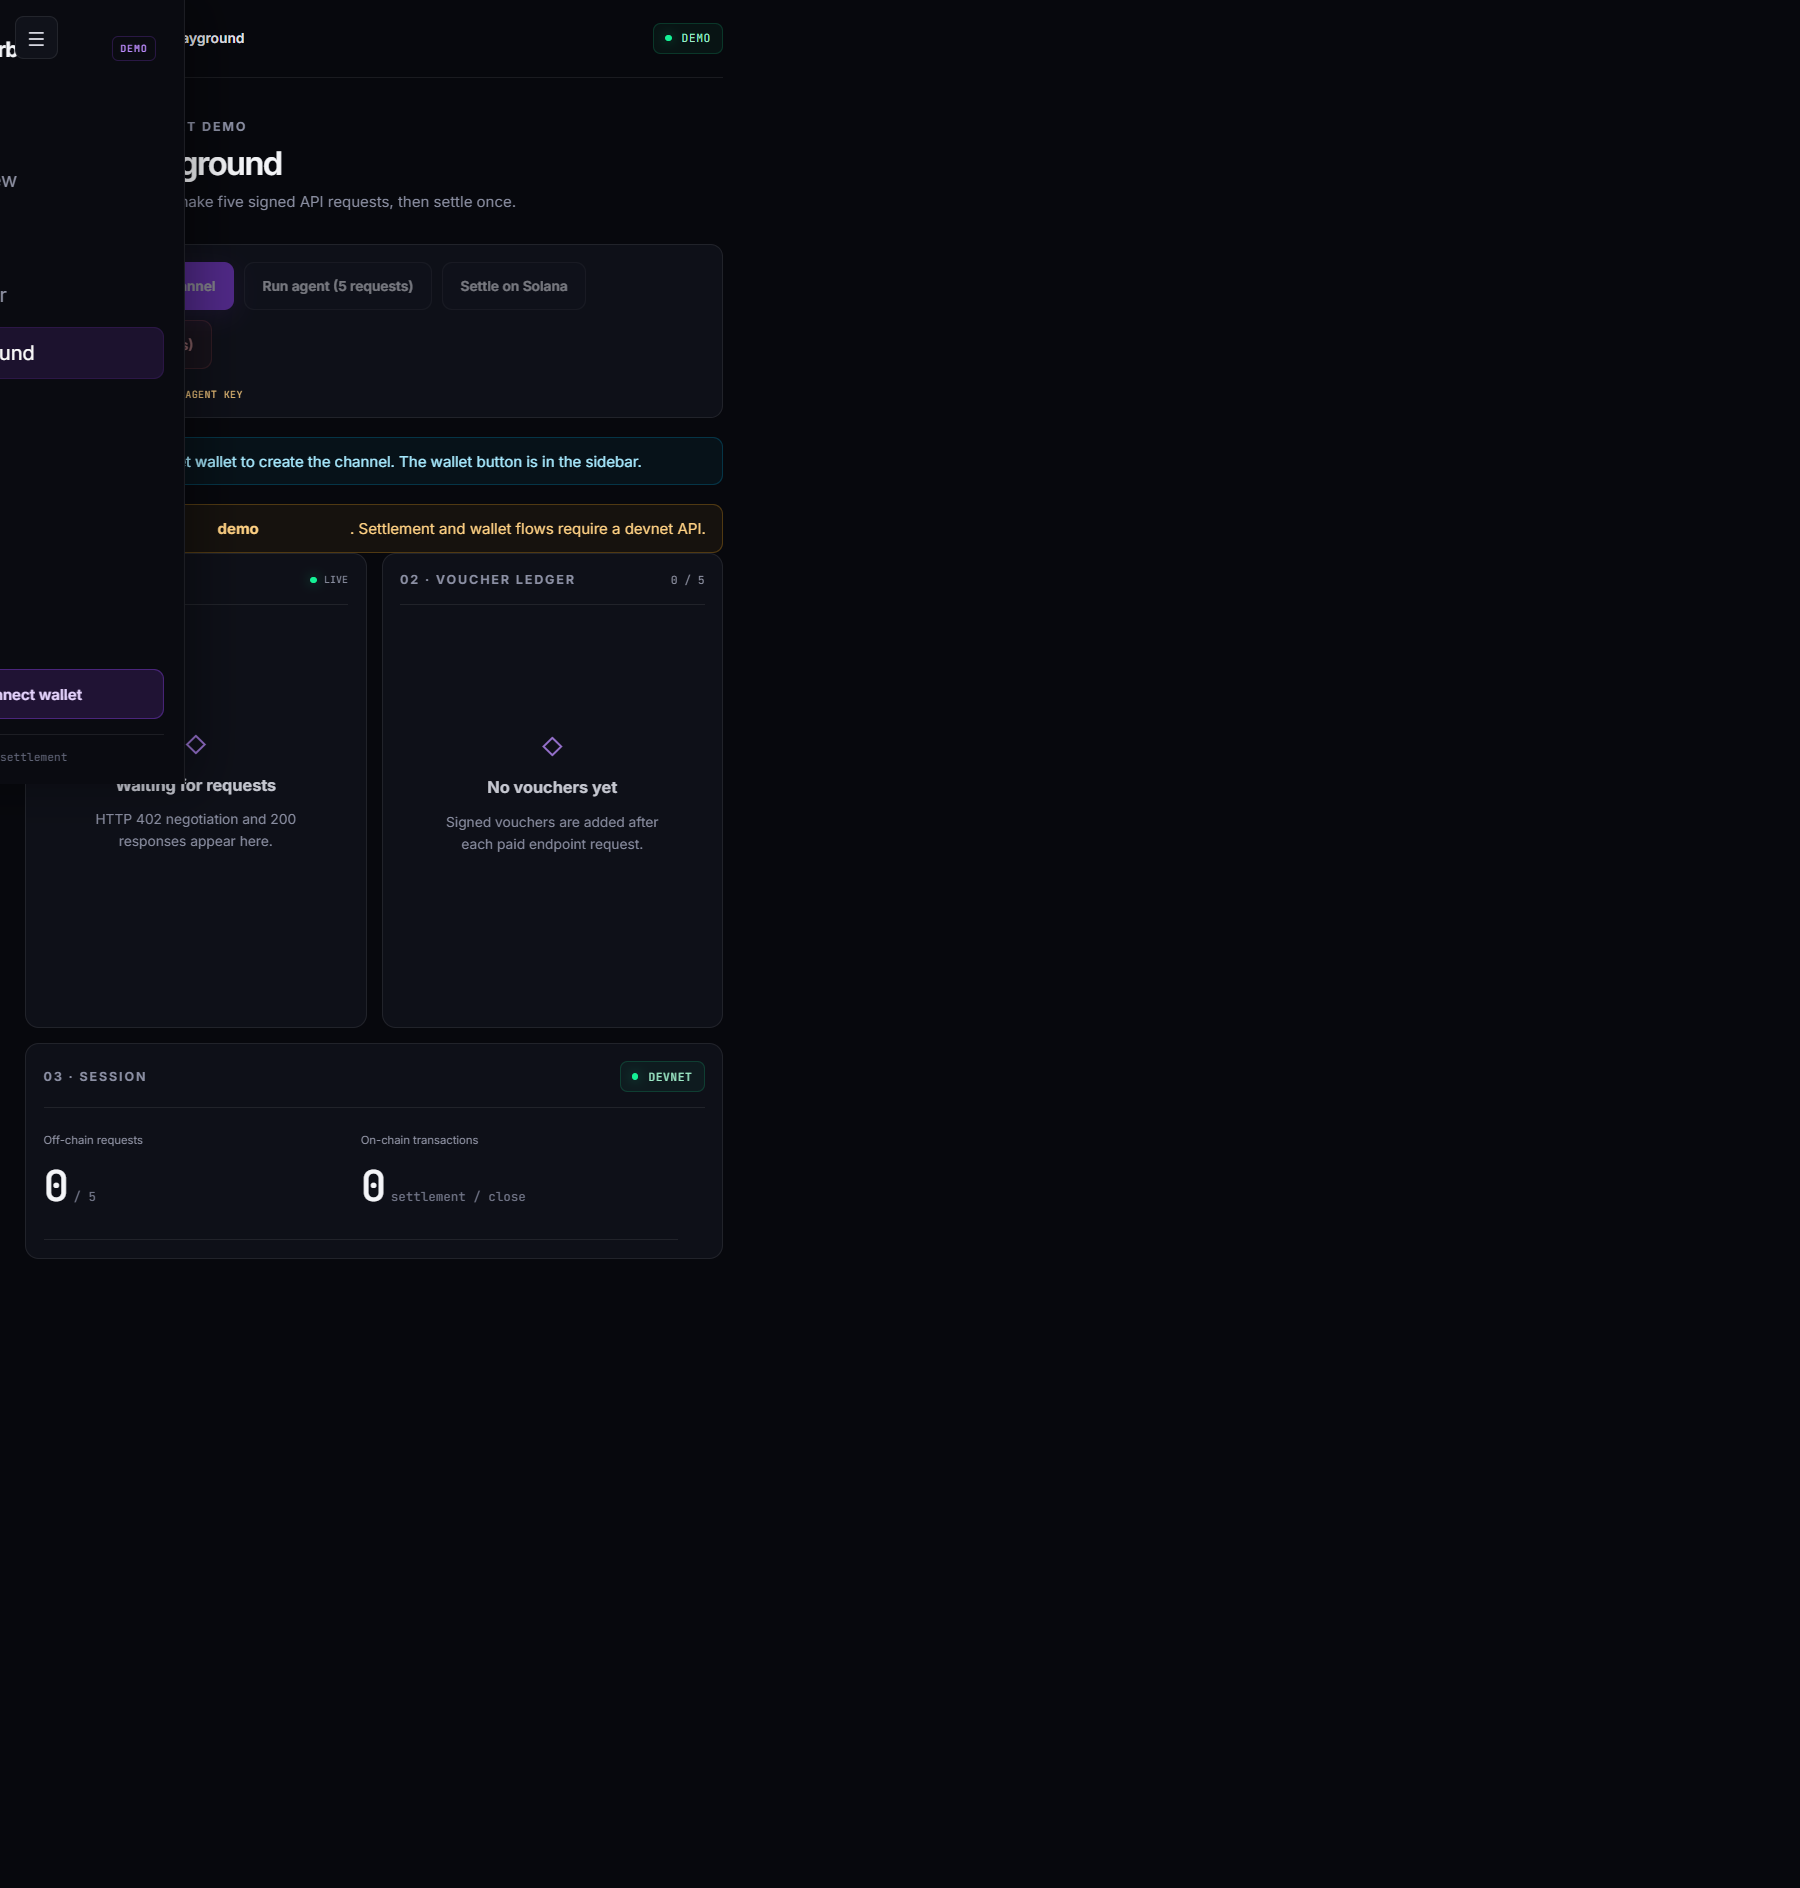 ☰
DEMO
ayground
DEMO
T DEMO
ground
make five signed API requests, then settle once.
Run agent (5 requests)
Settle on Solana
AGENT KEY
wallet to create the channel. The wallet button is in the sidebar.
demo
. Settlement and wallet flows require a devnet API.
LIVE
02 · VOUCHER LEDGER
0 / 5
nnect wallet
settlement
Waiting for requests
HTTP 402 negotiation and 200
responses appear here.
No vouchers yet
Signed vouchers are added after
each paid endpoint request.
03 · SESSION
DEVNET
Off-chain requests
On-chain transactions
0 / 5
0 settlement / close